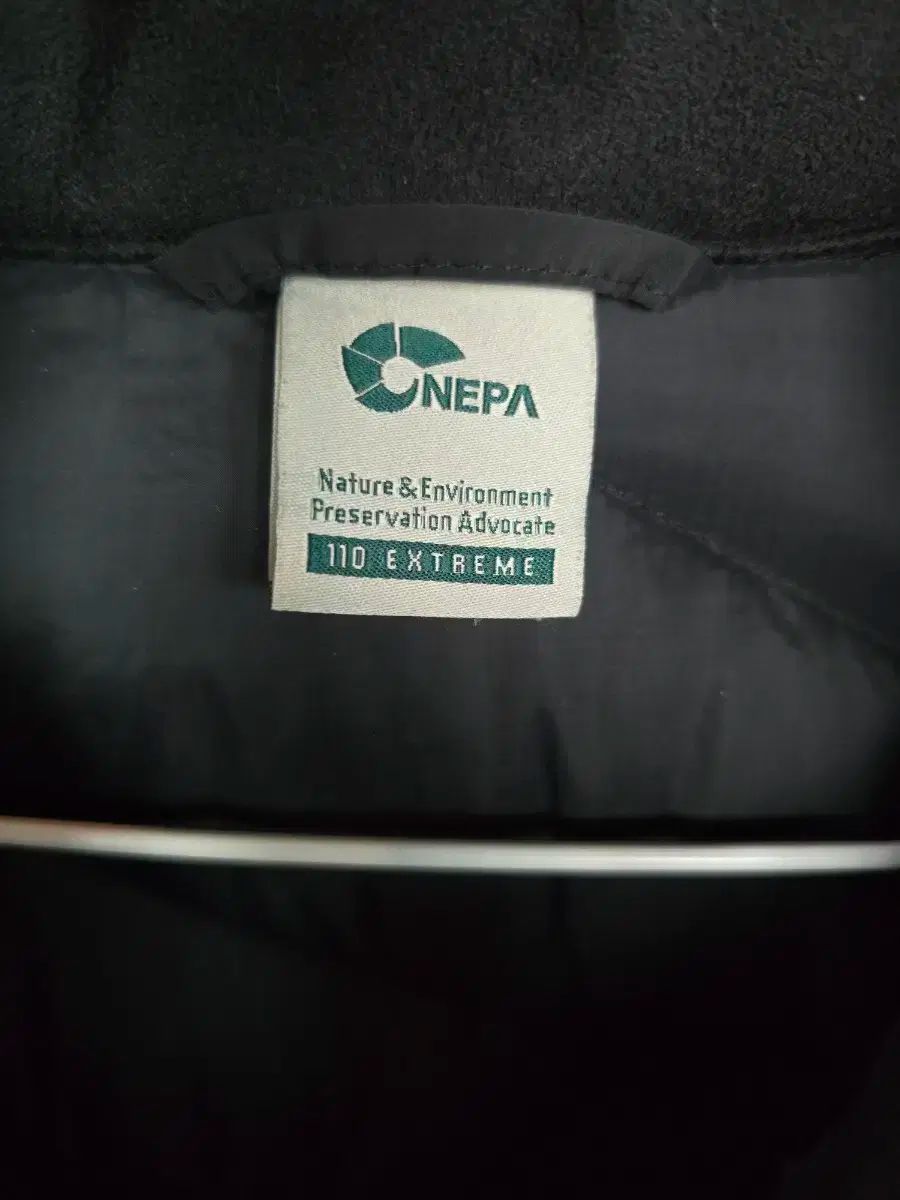 NEPA
Nature & Environment
Preservation Advocate
110 EXTREME